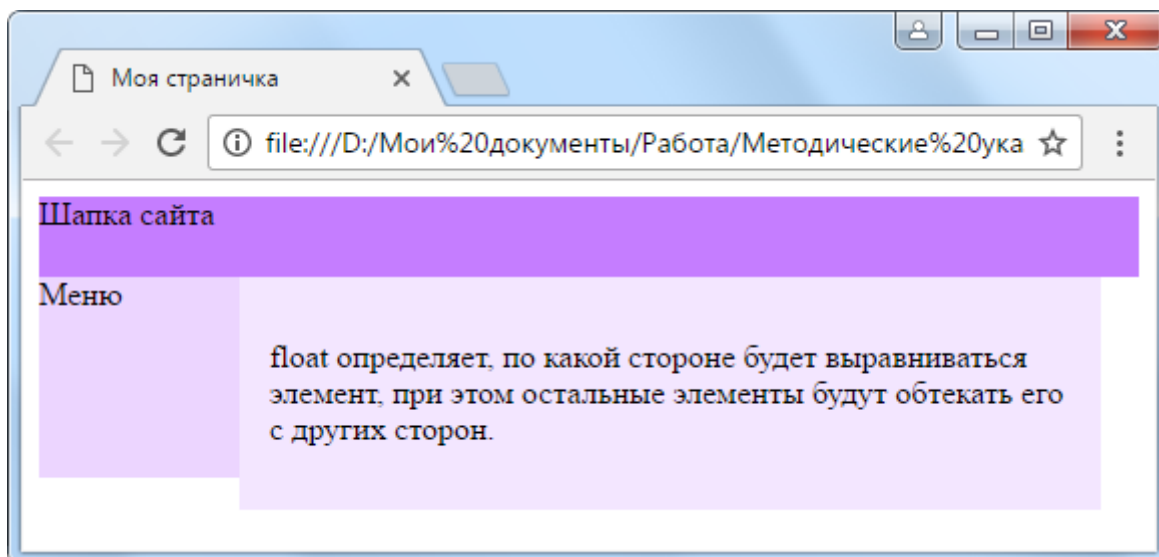 Моя страничка
file:///D:/Мои%20документы/Работа/Методические%20ука
Шапка сайта
Меню
float определяет, по какой стороне будет выравниваться
элемент, при этом остальные элементы будут обтекать его
с других сторон.